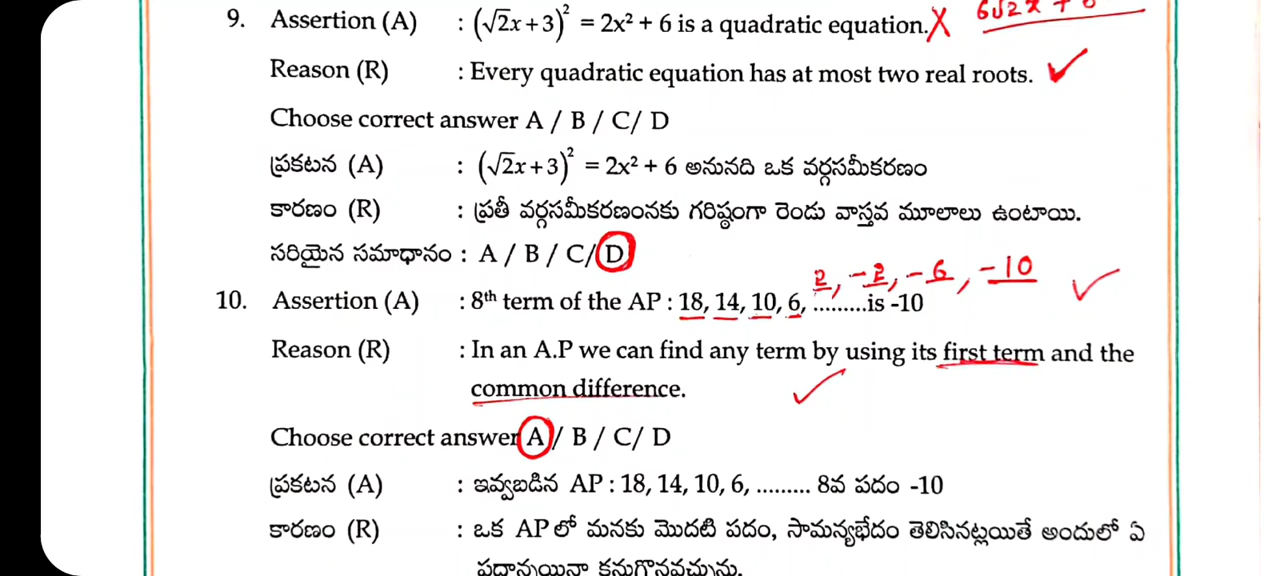 9. Assertion (A) : (√2x+3)² = 2x² + 6 is a quadratic equation. X 6√2x +
Reason (R) : Every quadratic equation has at most two real roots. ✓
Choose correct answer A / B / C/ D
ప్రకటన (A) : (√2x+3)² = 2x² + 6 అనునది ఒక వర్గసమీకరణం
కారణం (R) : ప్రతీ వర్గసమీకరణంనకు గరిష్ఠంగా రెండు వాస్తవ మూలాలు ఉంటాయి.
సరియైన సమాధానం : A / B / C/ D
2, -2, -6, -10 ✓
10. Assertion (A) : 8th term of the AP : 18, 14, 10, 6, .........is -10
Reason (R) : In an A.P we can find any term by using its first term and the
common difference. ✓
Choose correct answer A / B / C/ D
ప్రకటన (A) : ఇవ్వబడిన AP : 18, 14, 10, 6, ......... 8వ పదం -10
కారణం (R) : ఒక AP లో మనకు మొదటి పదం, సామాన్యభేదం తెలిసినట్లయితే అందులో ఏ
పదాన్నయినా కనుగొనవచ్చును.